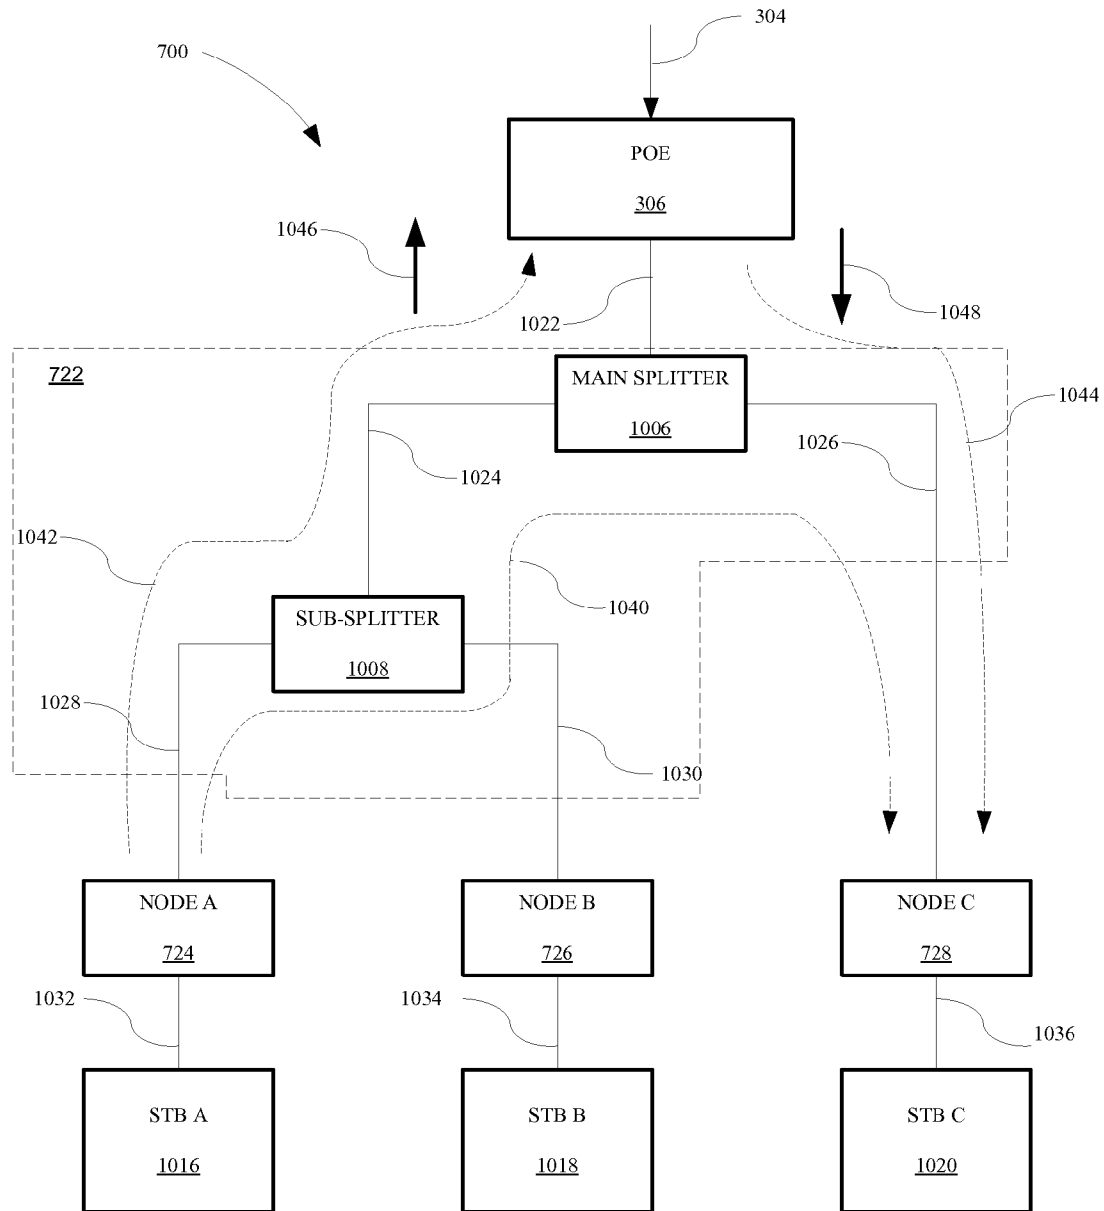 304
700
POE
306
1046
1048
1022
722
MAIN SPLITTER
1006
1044
1026
1024
1042
1040
SUB-SPLITTER
1008
1028
1030
NODE A
724
NODE B
726
NODE C
728
1032
1034
1036
STB A
1016
STB B
1018
STB C
1020